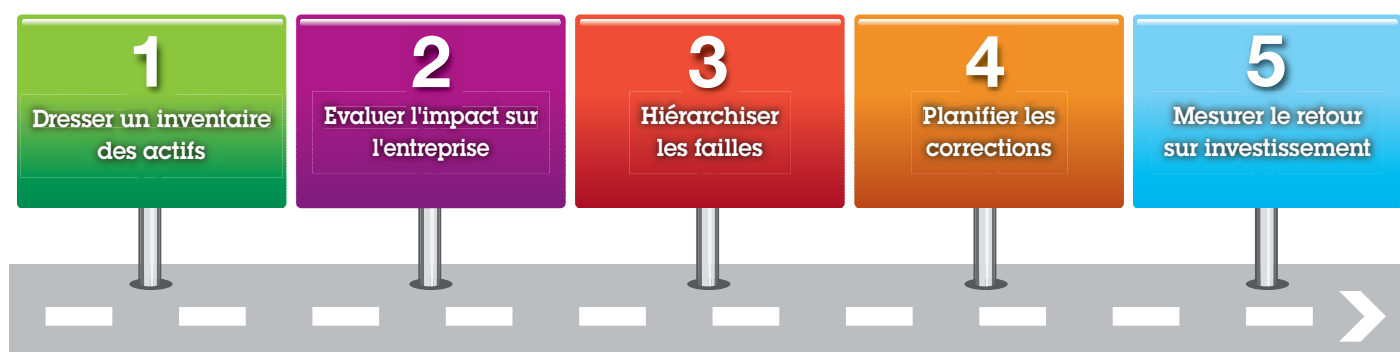 1
Dresser un inventaire
des actifs
2
Evaluer l'impact sur
l'entreprise
3
Hiérarchiser
les failles
4
Planifier les
corrections
5
Mesurer le retour
sur investissement